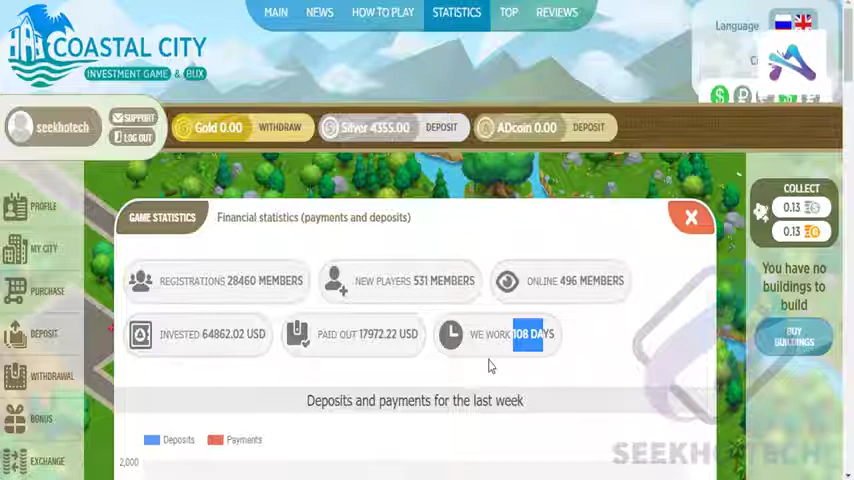 MAIN NEWS HOW TO PLAY STATISTICS TOP REVIEWS
Language
COASTAL CITY
INVESTMENT GAME & BUX
seekhotech
SUPPORT
LOG OUT
Gold 0.00 WITHDRAW
Silver 4355.00 DEPOSIT
ADcoin 0.00 DEPOSIT
PROFILE
MY CITY
PURCHASE
DEPOSIT
WITHDRAWAL
BONUS
EXCHANGE
GAME STATISTICS
Financial statistics (payments and deposits)
X
REGISTRATIONS 28460 MEMBERS
NEW PLAYERS 531 MEMBERS
ONLINE 496 MEMBERS
INVESTED 64862.02 USD
PAID OUT 17972.22 USD
WE WORK 108 DAYS
Deposits and payments for the last week
Deposits Payments
2,000
COLLECT
0.13
0.13
You have no
buildings to
build
BUY
BUILDINGS
SEEKHOTECH